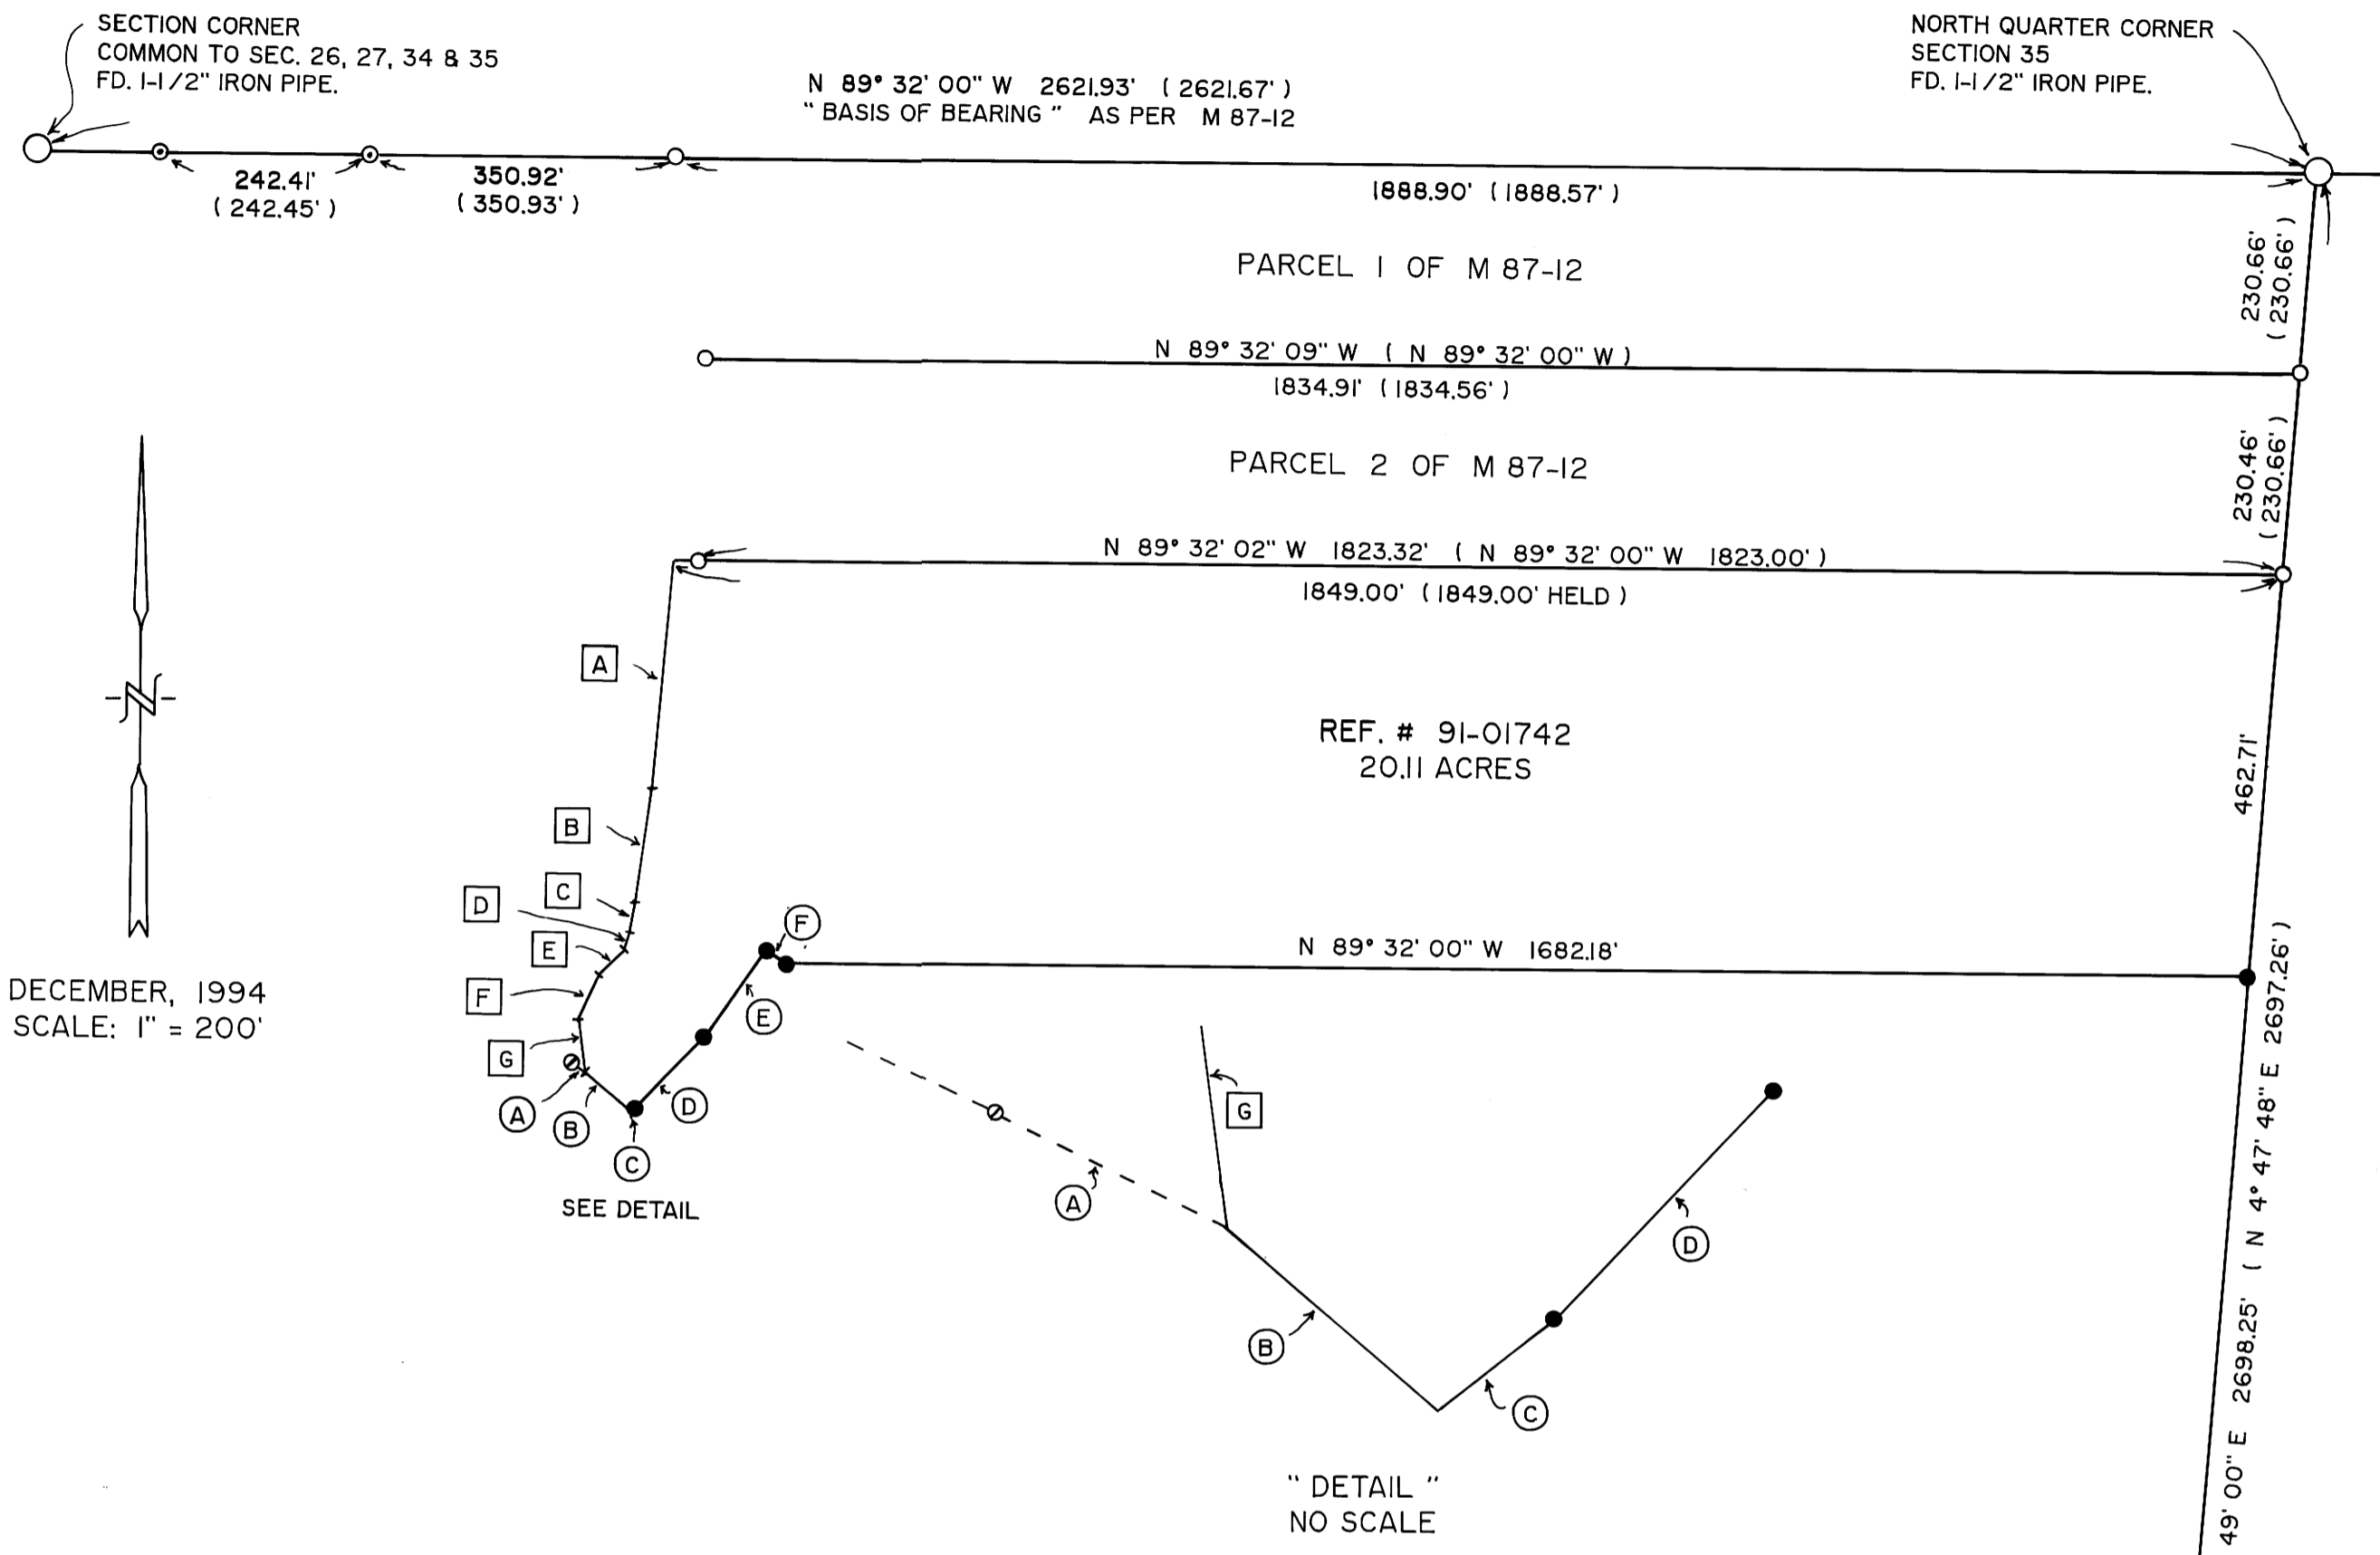 SECTION CORNER
COMMON TO SEC. 26, 27, 34 & 35
FD. 1-1/2" IRON PIPE.
N 89° 32' 00" W 2621.93' ( 2621.67' )
" BASIS OF BEARING " AS PER M 87-12
NORTH QUARTER CORNER
SECTION 35
FD. 1-1/2" IRON PIPE.
242.41'
( 242.45' )
350.92'
( 350.93' )
1888.90' ( 1888.57' )
PARCEL 1 OF M 87-12
230.66'
( 230.66' )
N 89° 32' 09" W ( N 89° 32' 00" W )
1834.91' ( 1834.56' )
PARCEL 2 OF M 87-12
230.46'
( 230.66' )
N 89° 32' 02" W 1823.32' ( N 89° 32' 00" W 1823.00' )
1849.00' ( 1849.00' HELD )
A
N
REF. # 91-01742
20.11 ACRES
462.71'
B
C
D
E
F
G
F
N 89° 32' 00" W 1682.18'
DECEMBER, 1994
SCALE: 1" = 200'
E
D
A
B
C
SEE DETAIL
G
A
D
B
C
49' 00" E 2698.25' ( N 4° 47' 48" E 2697.26' )
" DETAIL "
NO SCALE